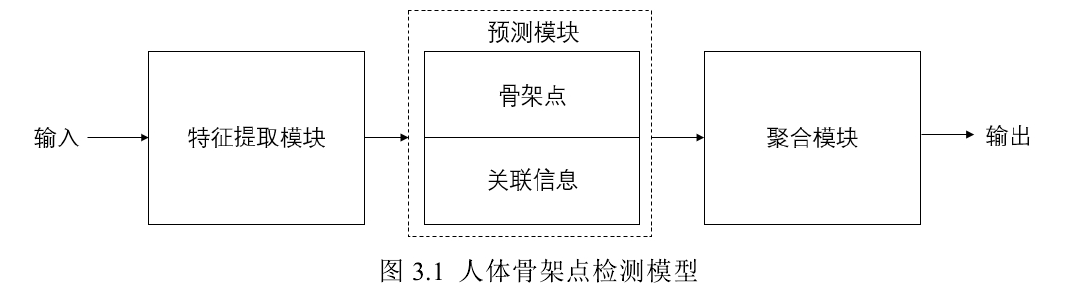 预测模块
骨架点
输入
特征提取模块
聚合模块
输出
关联信息
图 3.1 人体骨架点检测模型